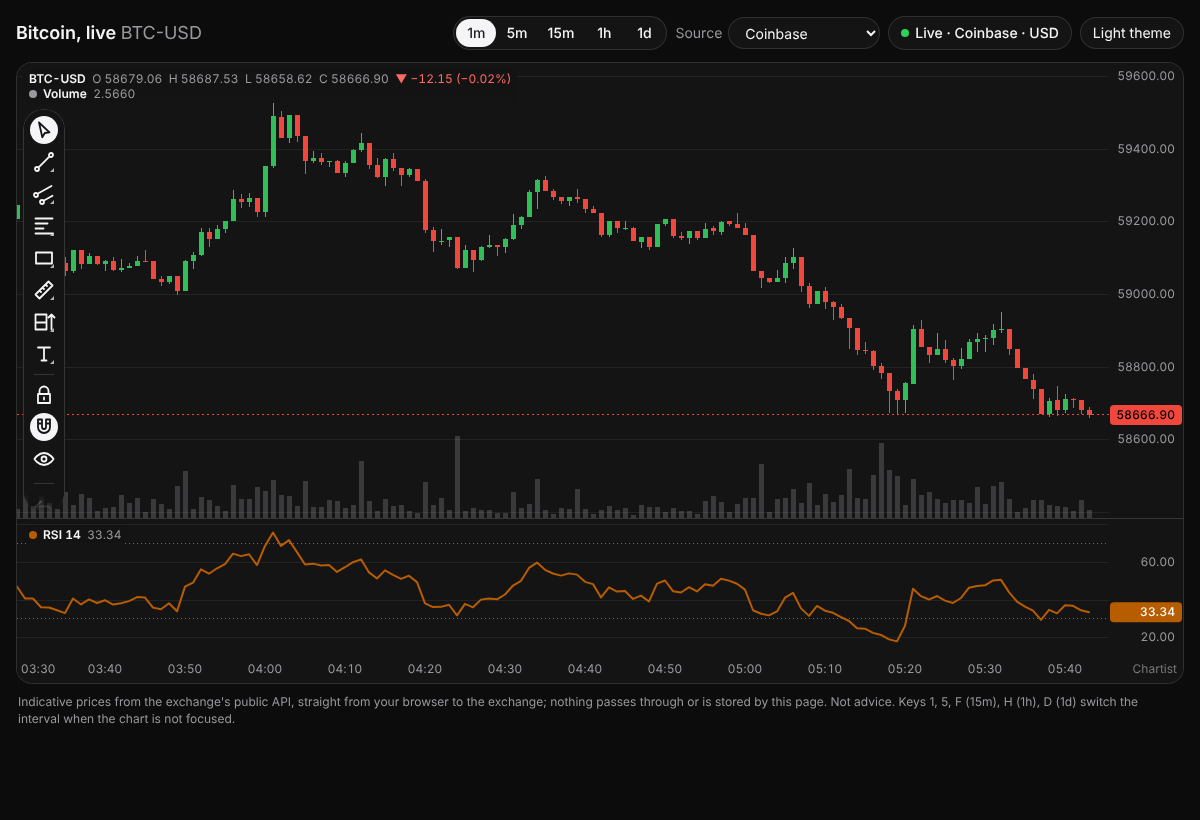 Bitcoin, live BTC-USD
1m 5m 15m 1h 1d Source Coinbase Live · Coinbase · USD Light theme
BTC-USD O 58679.06 H 58687.53 L 58658.62 C 58666.90 ▼ −12.15 (−0.02%)
Volume 2.5660
59600.00
59400.00
59200.00
59000.00
58800.00
58666.90
58600.00
T
RSI 14 33.34
60.00
33.34
20.00
03:30 03:40 03:50 04:00 04:10 04:20 04:30 04:40 04:50 05:00 05:10 05:20 05:30 05:40 Chartist
Indicative prices from the exchange's public API, straight from your browser to the exchange; nothing passes through or is stored by this page. Not advice. Keys 1, 5, F (15m), H (1h), D (1d) switch the
interval when the chart is not focused.